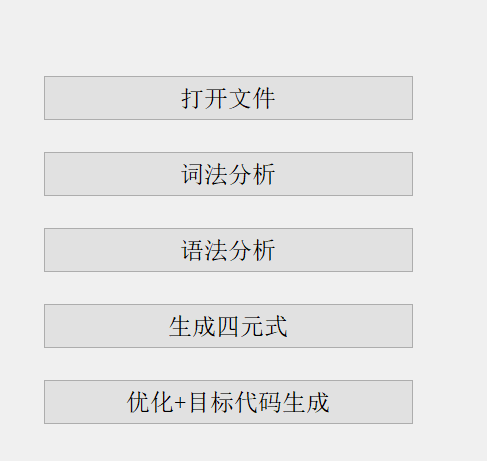 打开文件
词法分析
语法分析
生成四元式
优化+目标代码生成